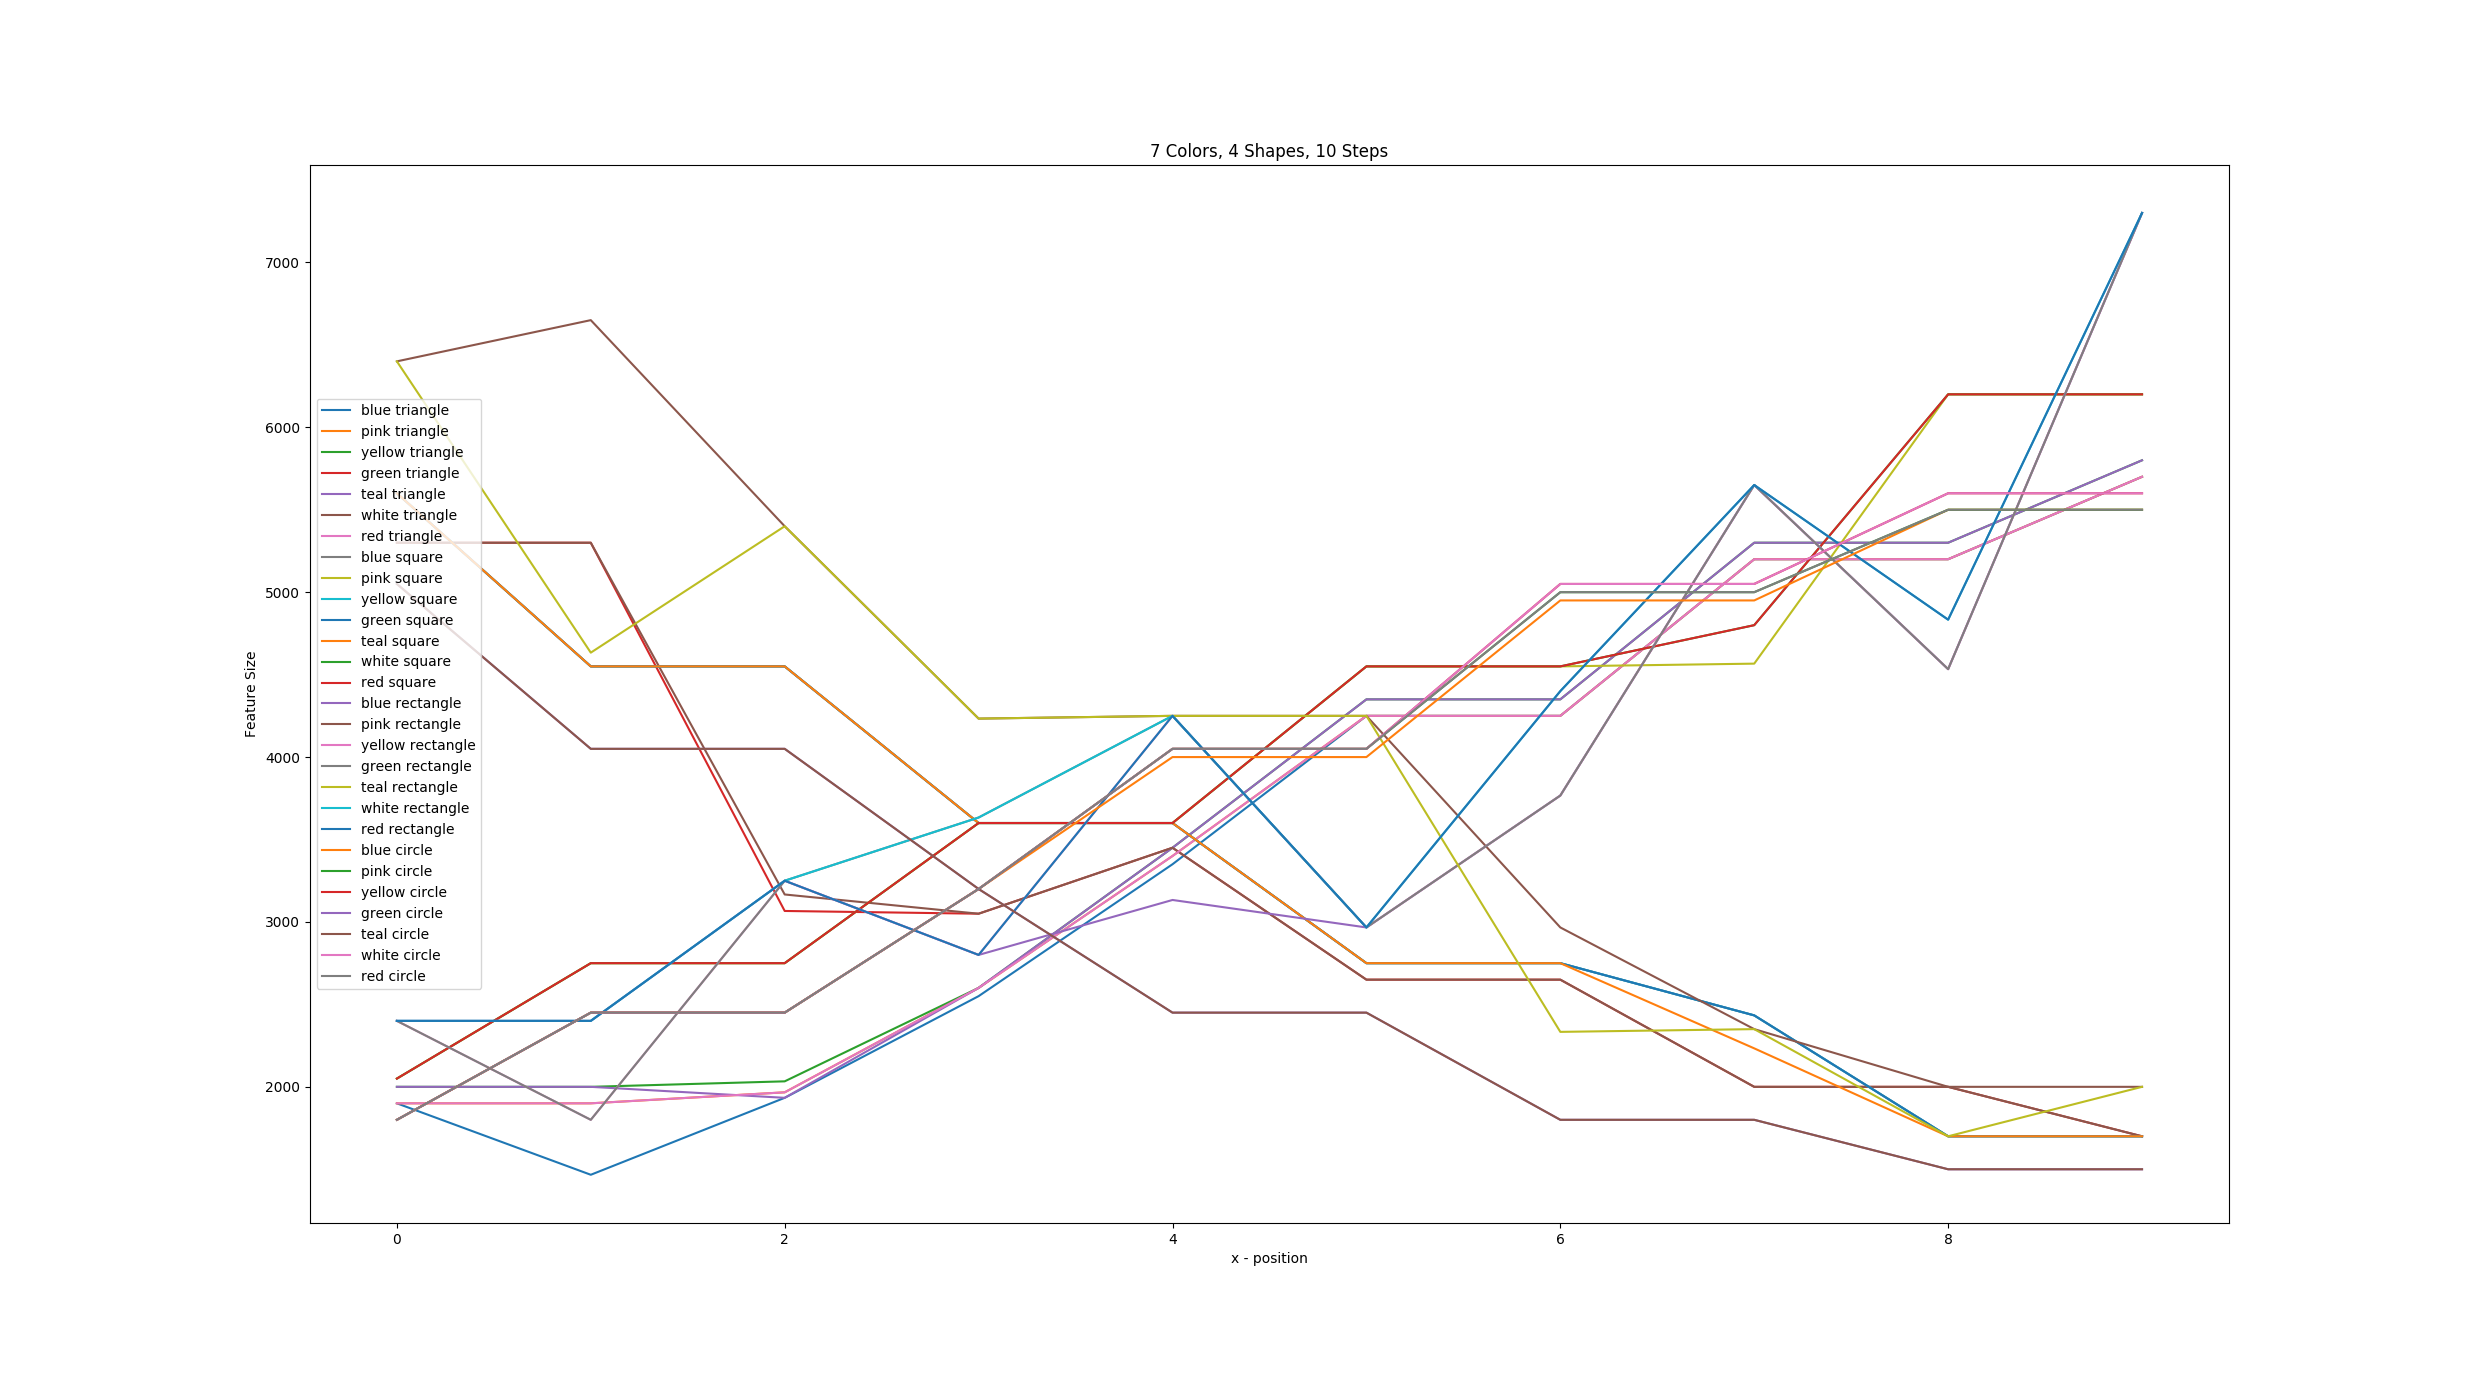 7 Colors, 4 Shapes, 10 Steps
7000
6000
5000
4000
3000
2000
Feature Size
blue triangle
pink triangle
yellow triangle
green triangle
teal triangle
white triangle
red triangle
blue square
pink square
yellow square
green square
teal square
white square
red square
blue rectangle
pink rectangle
yellow rectangle
green rectangle
teal rectangle
white rectangle
red rectangle
blue circle
pink circle
yellow circle
green circle
teal circle
white circle
red circle
0 2 4 6 8
x - position